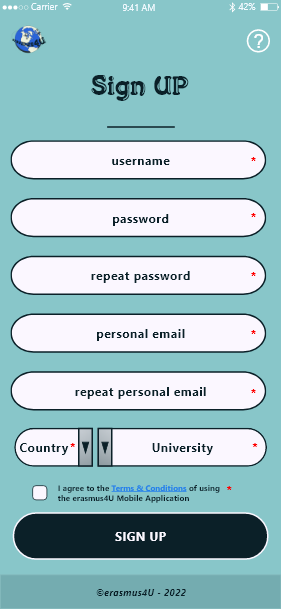 Carrier 9:41 AM 42%
Sign UP
username *
password *
repeat password *
personal email *
repeat personal email *
Country * University *
I agree to the Terms & Conditions of using *
the erasmus4U Mobile Application
SIGN UP
©erasmus4U - 2022